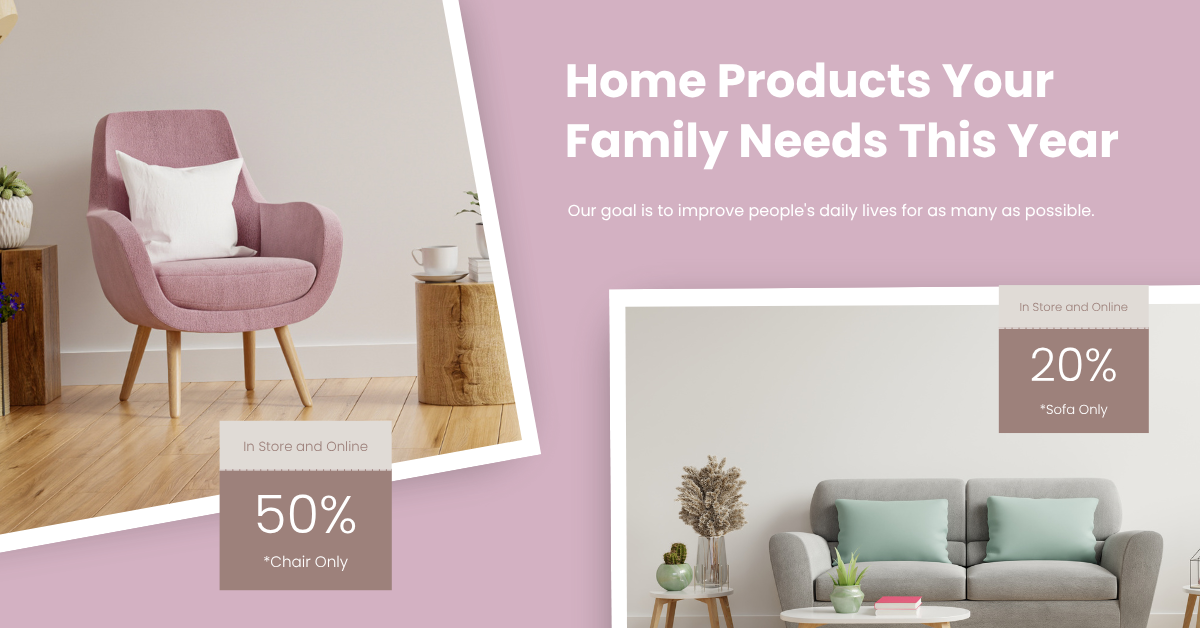 Home Products Your
Family Needs This Year
Our goal is to improve people's daily lives for as many as possible.
In Store and Online
20%
*Sofa Only
In Store and Online
50%
*Chair Only